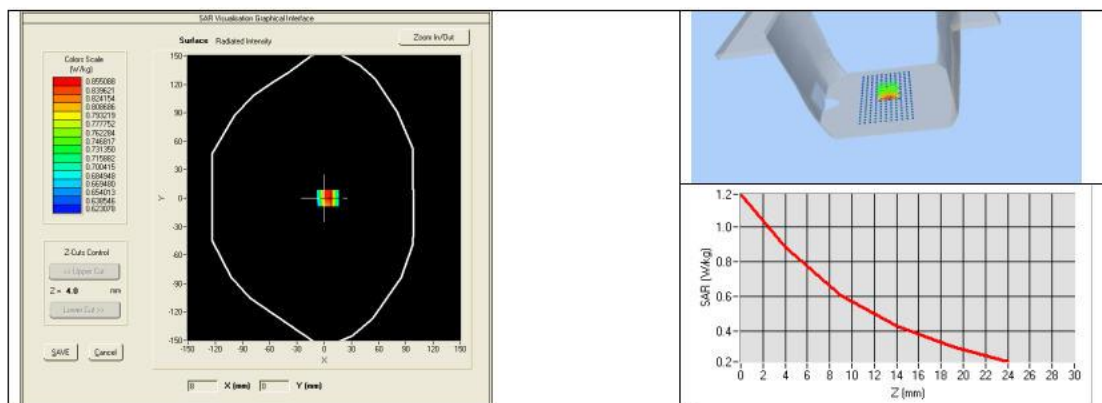 SAR Visualisation Graphical Interface
Surface Radiated Intensity
Zoom In/Out
Colors Scale
(W/kg)
0.855088
0.839621
0.824154
0.808686
0.793219
0.777752
0.762284
0.746817
0.731350
0.715882
0.700415
0.684948
0.669480
0.654013
0.638546
0.623078
Z-Cuts Control
<< Upper Cut
Z = 4.0 mm
Lower Cut >>
SAVE Cancel
150
120
90
60
30
0
-30
-60
-90
-120
-150
Y
-150 -120 -90 -60 -30 0 30 60 90 120 150
X
0 X (mm) 0 Y (mm)
1.2
1.0
0.8
0.6
0.4
0.2
SAR (W/kg)
0 2 4 6 8 10 12 14 16 18 20 22 24 26 28 30
Z (mm)